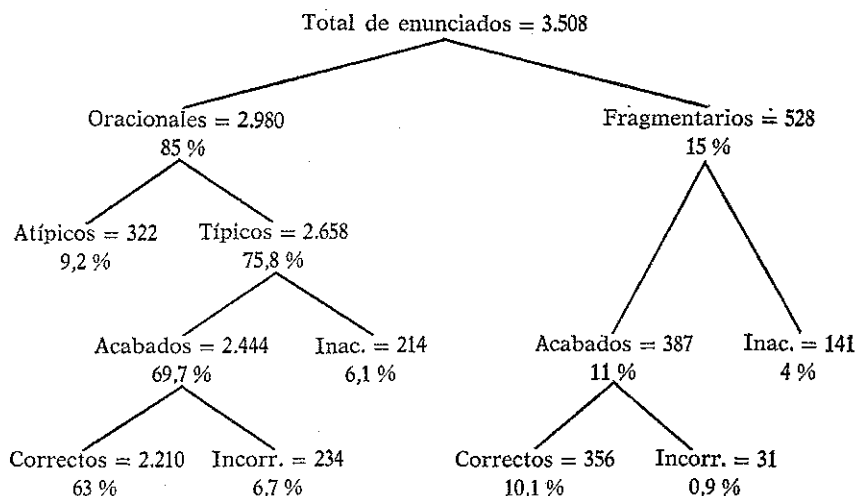 Total de enunciados = 3.508
Oracionales = 2.980
85 %
Fragmentarios = 528
15 %
Atípicos = 322
9,2 %
Típicos = 2.658
75,8 %
Acabados = 2.444
69,7 %
Inac. = 214
6,1 %
Acabados = 387
11 %
Inac. = 141
4 %
Correctos = 2.210
63 %
Incorr. = 234
6,7 %
Correctos = 356
10,1 %
Incorr. = 31
0,9 %